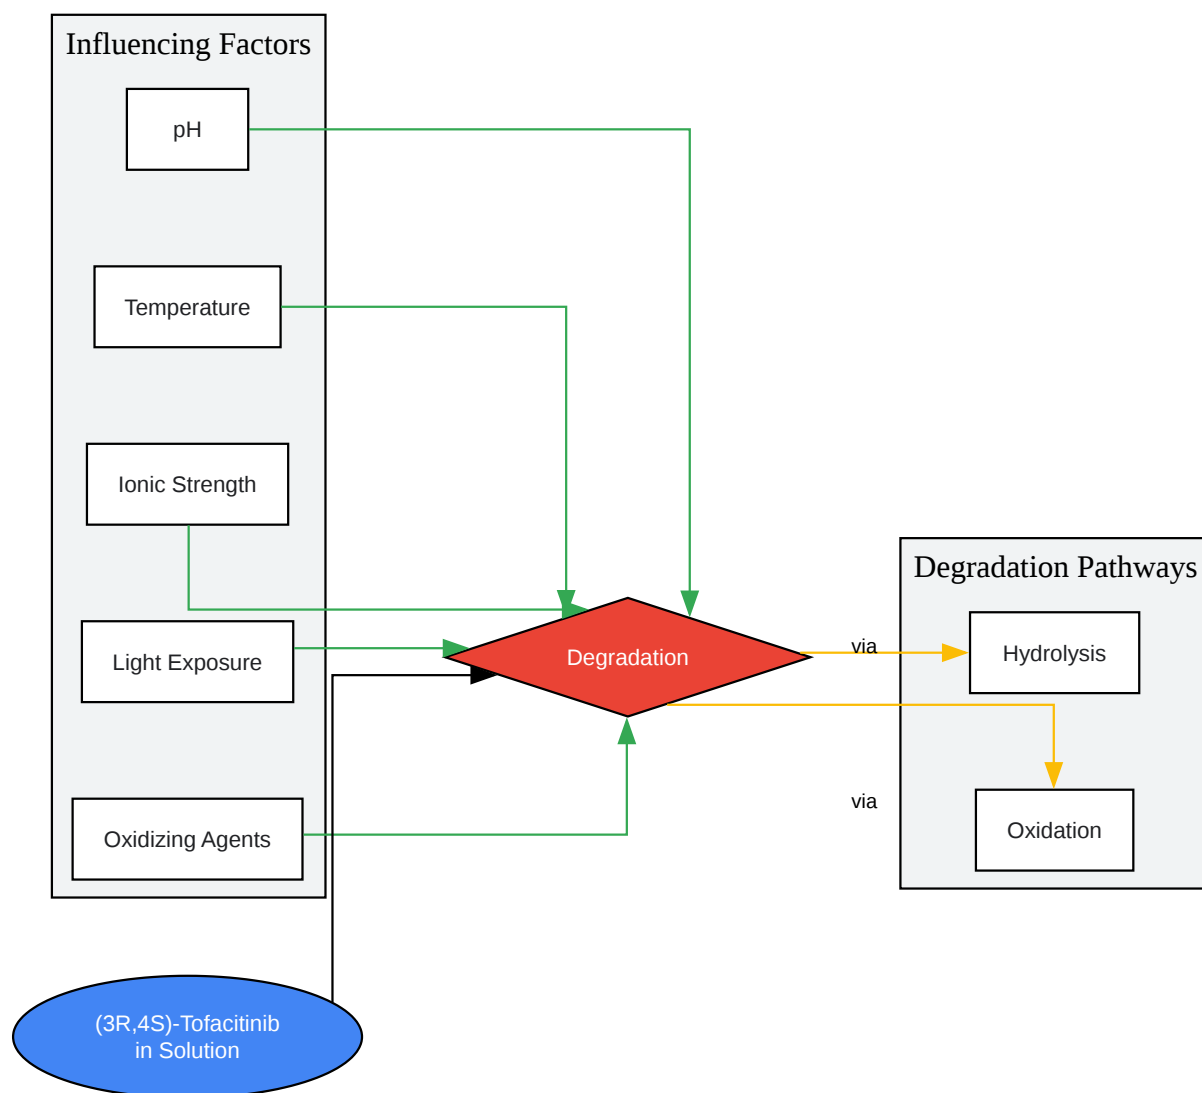 Influencing Factors
pH
Temperature
Ionic Strength
Light Exposure
Oxidizing Agents
(3R,4S)-Tofacitinib
in Solution
Degradation
via
via
Degradation Pathways
Hydrolysis
Oxidation